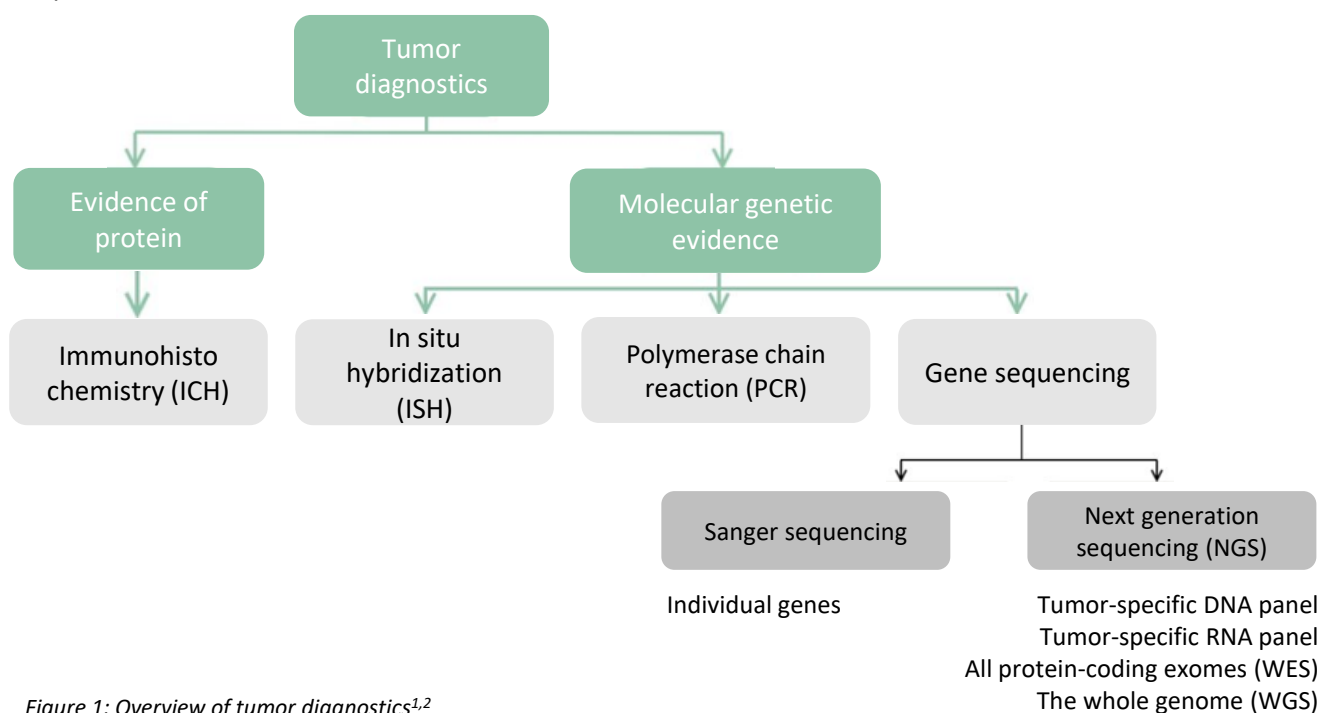 Tumor
diagnostics
Evidence of
protein
Molecular genetic
evidence
Immunohisto
chemistry (ICH)
In situ
hybridization
(ISH)
Polymerase chain
reaction (PCR)
Gene sequencing
Sanger sequencing
Next generation
sequencing (NGS)
Individual genes
Tumor-specific DNA panel
Tumor-specific RNA panel
All protein-coding exomes (WES)
The whole genome (WGS)
Figure 1: Overview of tumor diagnostics1,2